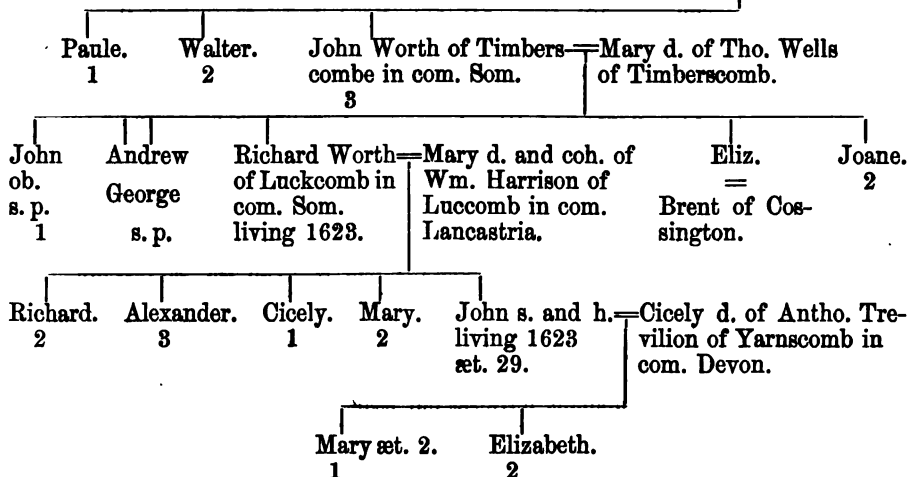 Paule. Walter. John Worth of Timbers==Mary d. of Tho. Wells
1 2 combe in com. Som. of Timberscomb.
3
John Andrew Richard Worth==Mary d. and coh. of Eliz. Joane.
ob. of Luckcomb in Wm. Harrison of = 2
s. p. George com. Som. Luccomb in com. Brent of Cos-
1 s. p. living 1623. Lancastria. sington.
Richard. Alexander. Cicely. Mary. John s. and h.==Cicely d. of Antho. Tre-
2 3 1 2 living 1623 vilion of Yarnscomb in
æt. 29. com. Devon.
Mary æt. 2. Elizabeth.
1 2